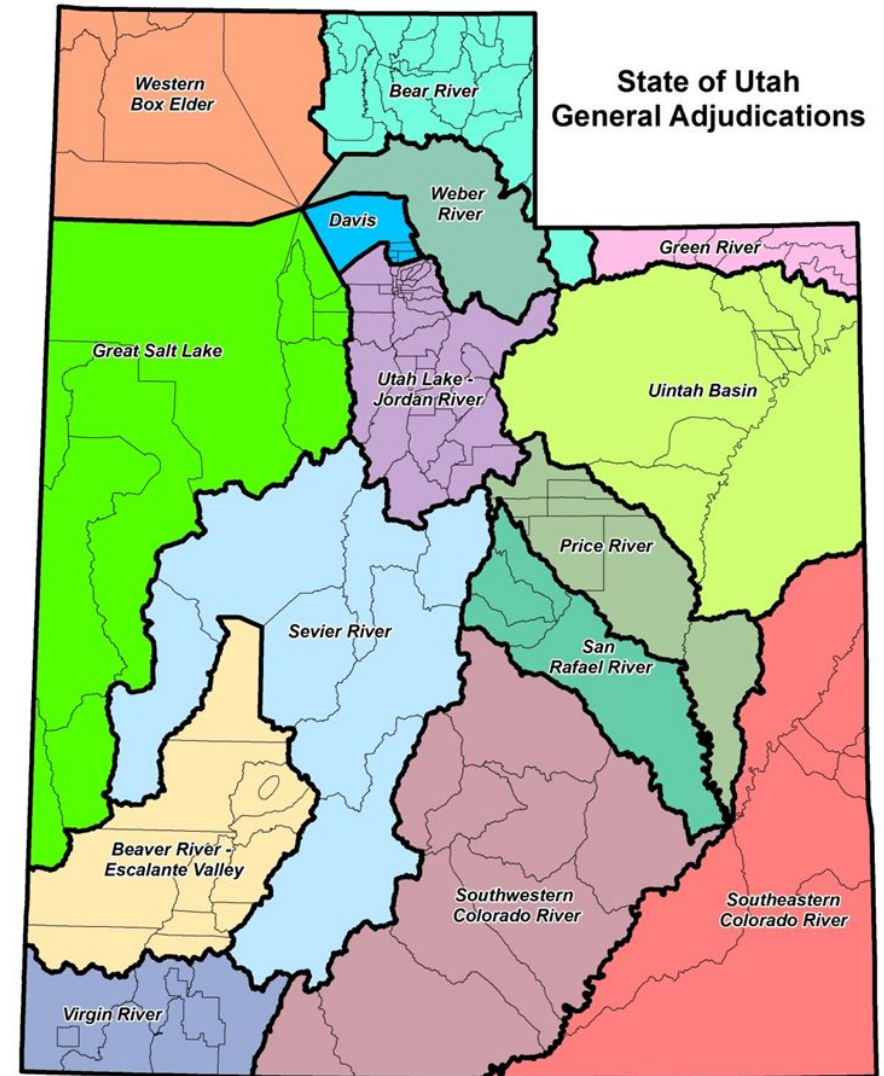 State of Utah
General Adjudications
Western
Box Elder
Bear River
Weber
River
Davis
Green River
Great Salt Lake
Utah Lake -
Jordan River
Uintah Basin
Price River
Sevier River
San
Rafael River
Beaver River -
Escalante Valley
Southwestern
Colorado River
Southeastern
Colorado River
Virgin River